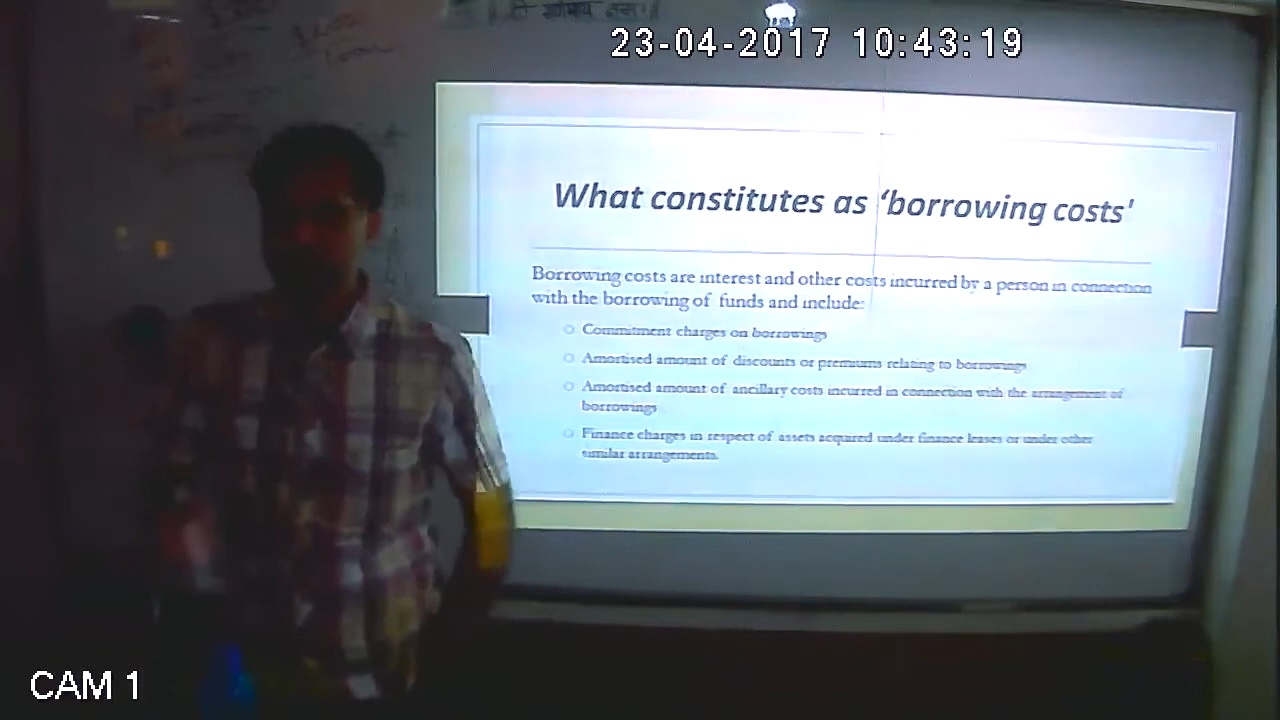 23-04-2017 10:43:19
What constitutes as ‘borrowing costs'
Borrowing costs are interest and other costs incurred by a person in connection
with the borrowing of funds and include:
Commitment charges on borrowings
Amortised amount of discounts or premiums relating to borrowings
Amortised amount of ancillary costs incurred in connection with the arrangement of
borrowings
Finance charges in respect of assets acquired under finance leases or under other
similar arrangements.
CAM 1